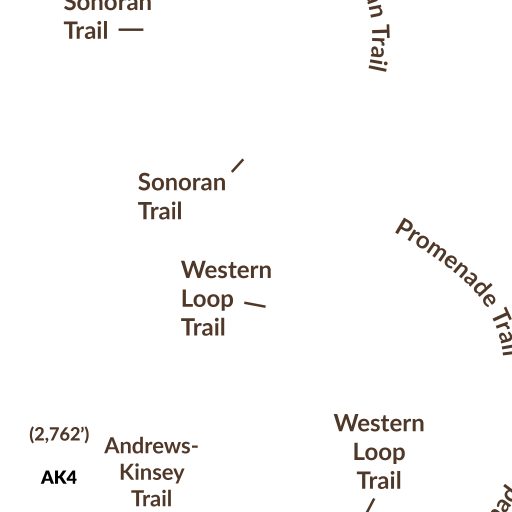 Sonoran
Trail
an Trail
Sonoran
Trail
Promenade Trail
Western
Loop
Trail
Western
Loop
Trail
(2,762’)
AK4
Andrews-
Kinsey
Trail